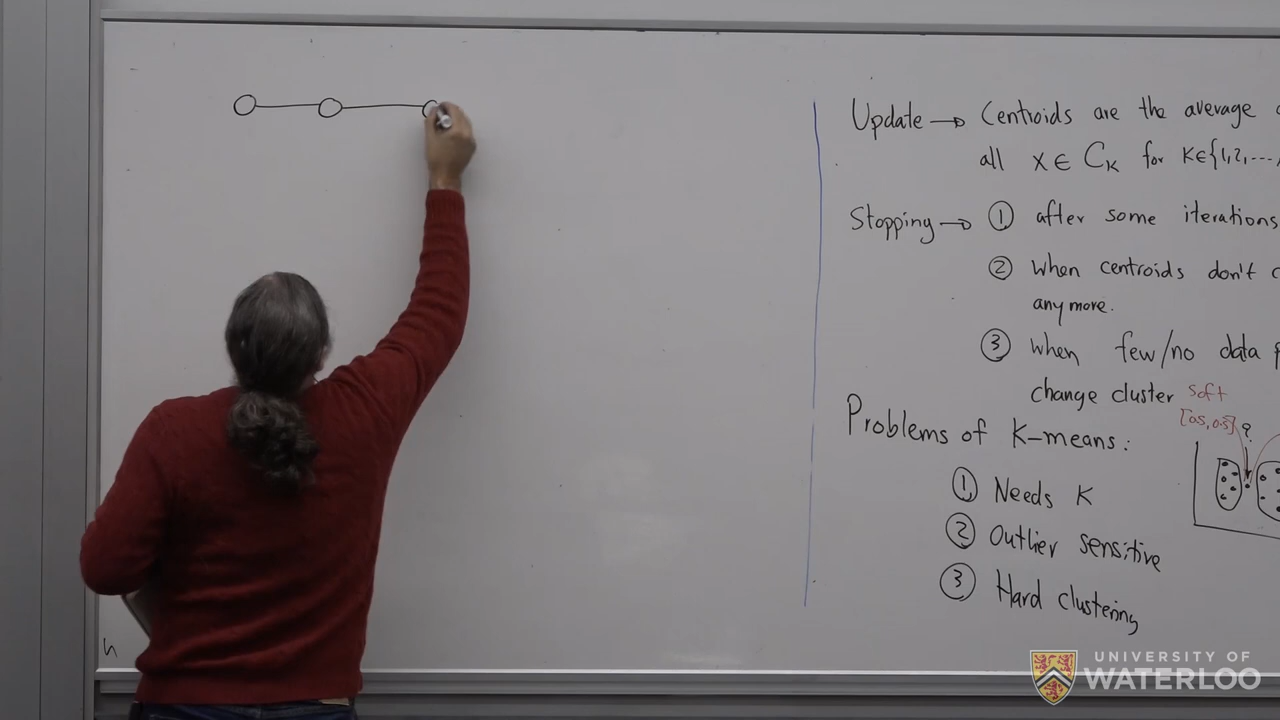 Update → Centroids are the average
all x ∈ C_K for K∈{1,2,...,
Stopping → ① after some iterations
② when centroids don't c
any more.
③ when few/no data p
change cluster soft
[0.5, 0.5] ?
Problems of K-means:
① Needs K
② Outlier sensitive
③ Hard clustering
UNIVERSITY OF
WATERLOO